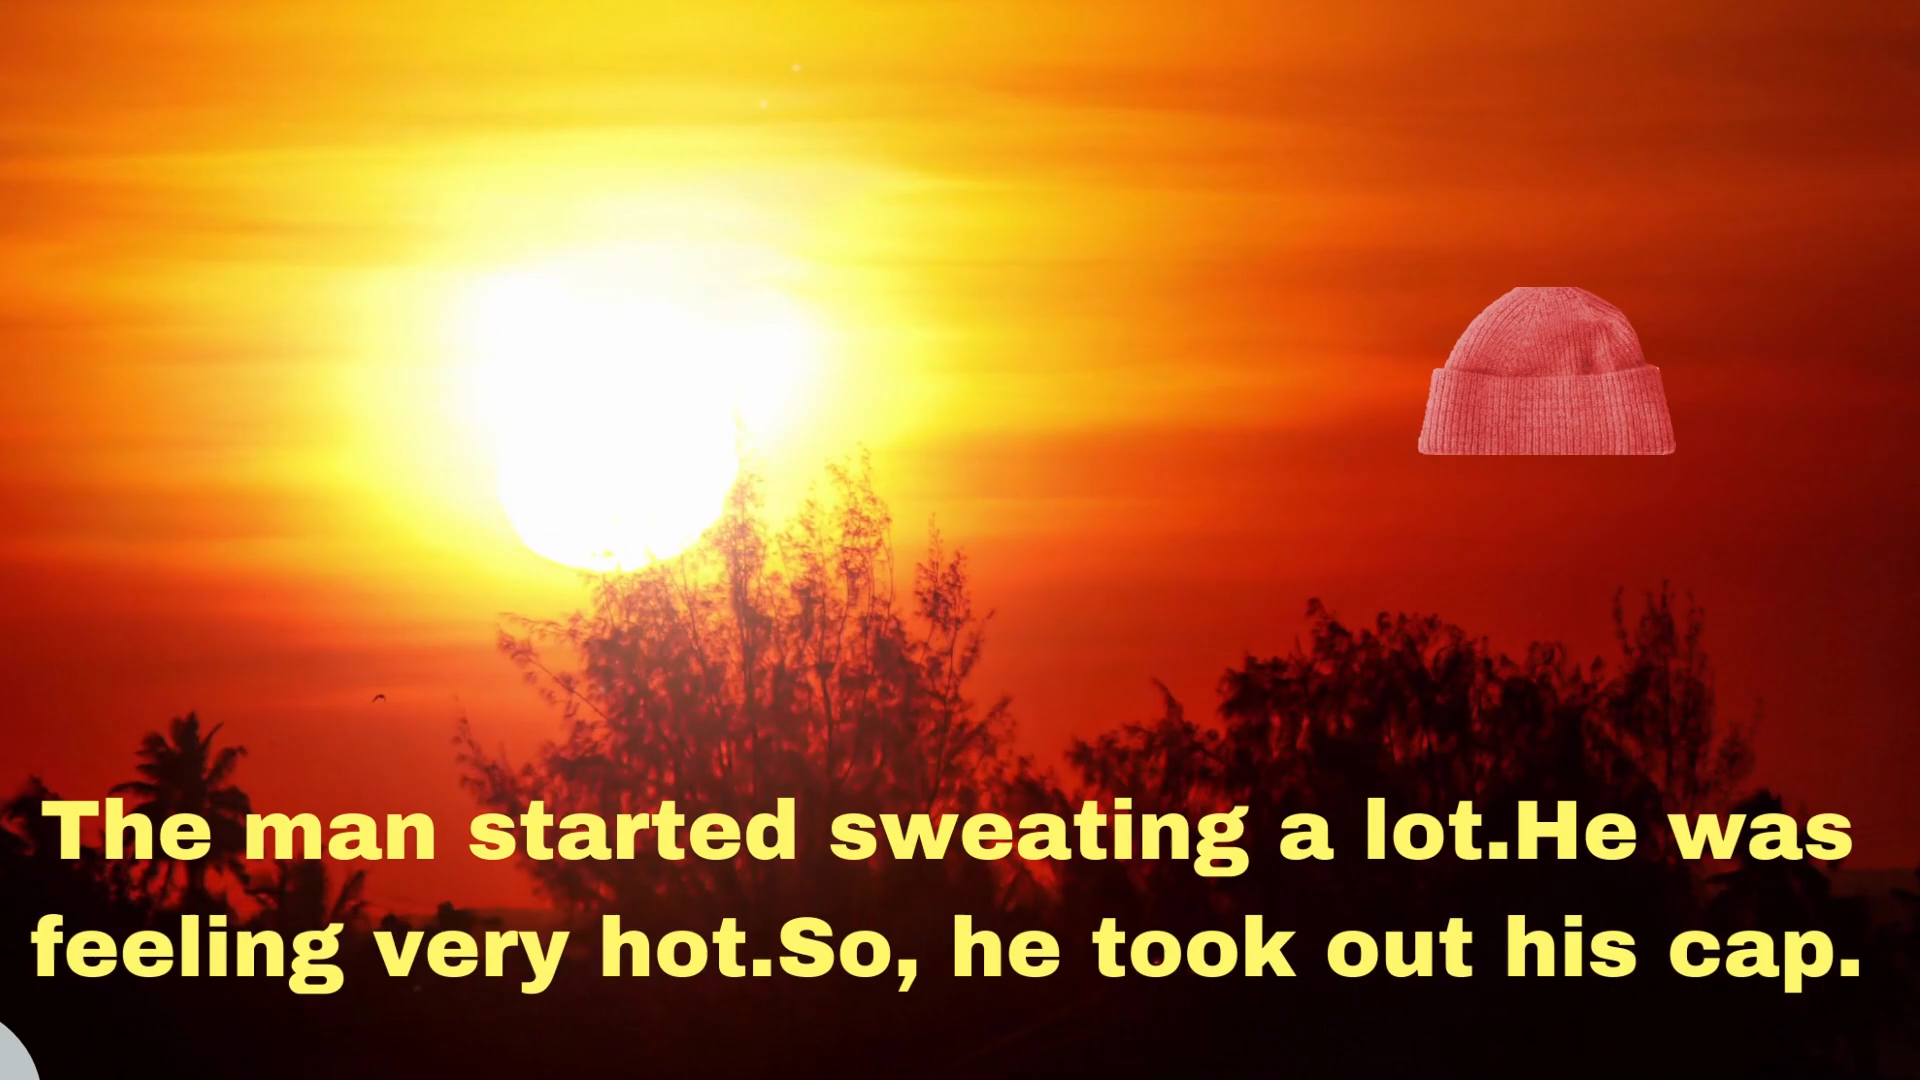 The man started sweating a lot.He was
feeling very hot.So, he took out his cap.